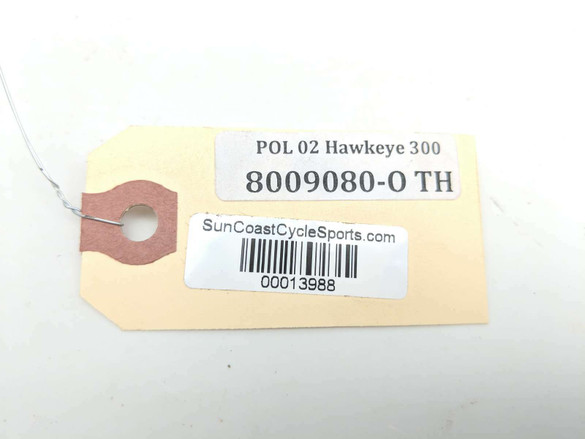 POL 02 Hawkeye 300
8009080-O TH
SunCoastCycleSports.com
00013988